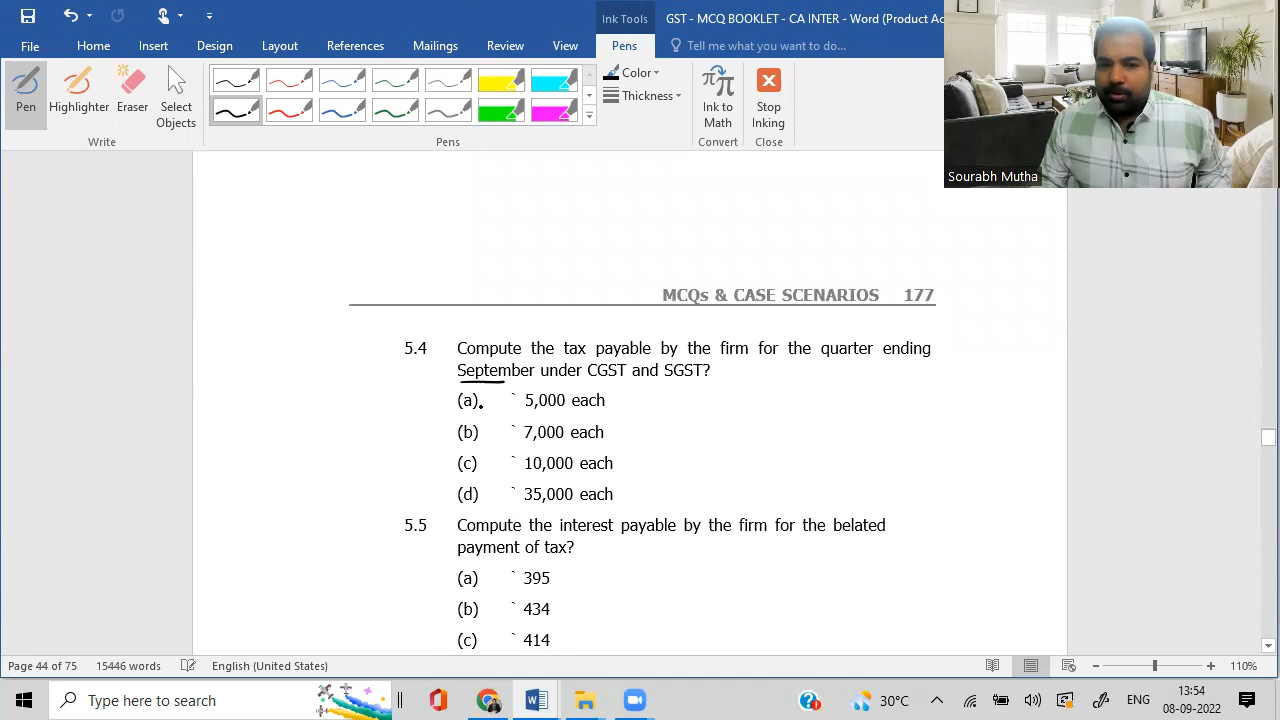 Ink Tools
GST - MCQ BOOKLET - CA INTER - Word (Product Ac
File Home Insert Design Layout References Mailings Review View Pens Tell me what you want to do...
Pen Highlighter Eraser Select Objects
Color
Thickness
Ink to Math
Stop Inking
Write Pens Convert Close
Sourabh Mutha
MCQs & CASE SCENARIOS 177
5.4 Compute the tax payable by the firm for the quarter ending
September under CGST and SGST?
(a) ` 5,000 each
(b) ` 7,000 each
(c) ` 10,000 each
(d) ` 35,000 each
5.5 Compute the interest payable by the firm for the belated
payment of tax?
(a) ` 395
(b) ` 434
(c) ` 414
Page 44 of 75 15446 words English (United States) 110%
Type here to search 30°C ENG 13:54
08-09-2022